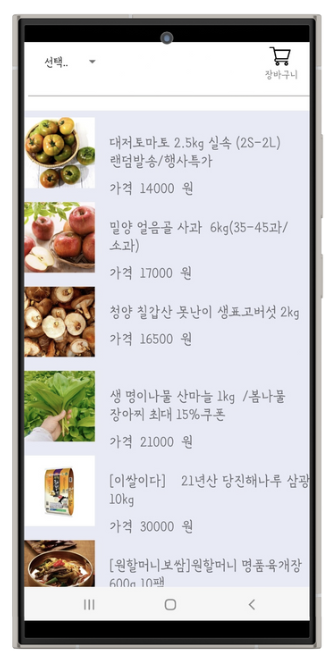 선택..
장바구니
대저토마토 2.5kg 실속 (2S-2L)
랜덤발송/행사특가
가격 14000 원
밀양 얼음골 사과 6kg(35-45과/
소과)
가격 17000 원
청양 칠갑산 못난이 생표고버섯 2kg
가격 16500 원
생 명이나물 산마늘 1kg /봄나물
장아찌 최대 15%쿠폰
가격 21000 원
[이쌀이다] 21년산 당진해나루 삼광
10kg
가격 30000 원
[원할머니보쌈]원할머니 명품육개장
600g 10팩